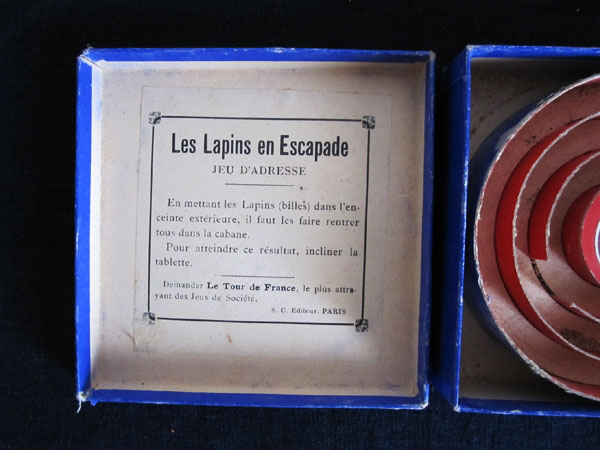 Les Lapins en Escapade
JEU D'ADRESSE
En mettant les Lapins (billes) dans l'en-
ceinte extérieure, il faut les faire rentrer
tous dans la cabane.
Pour atteindre ce résultat, incliner la
tablette.
Demander Le Tour de France, le plus attra-
yant des Jeux de Société.
S. C. Editeur. PARIS